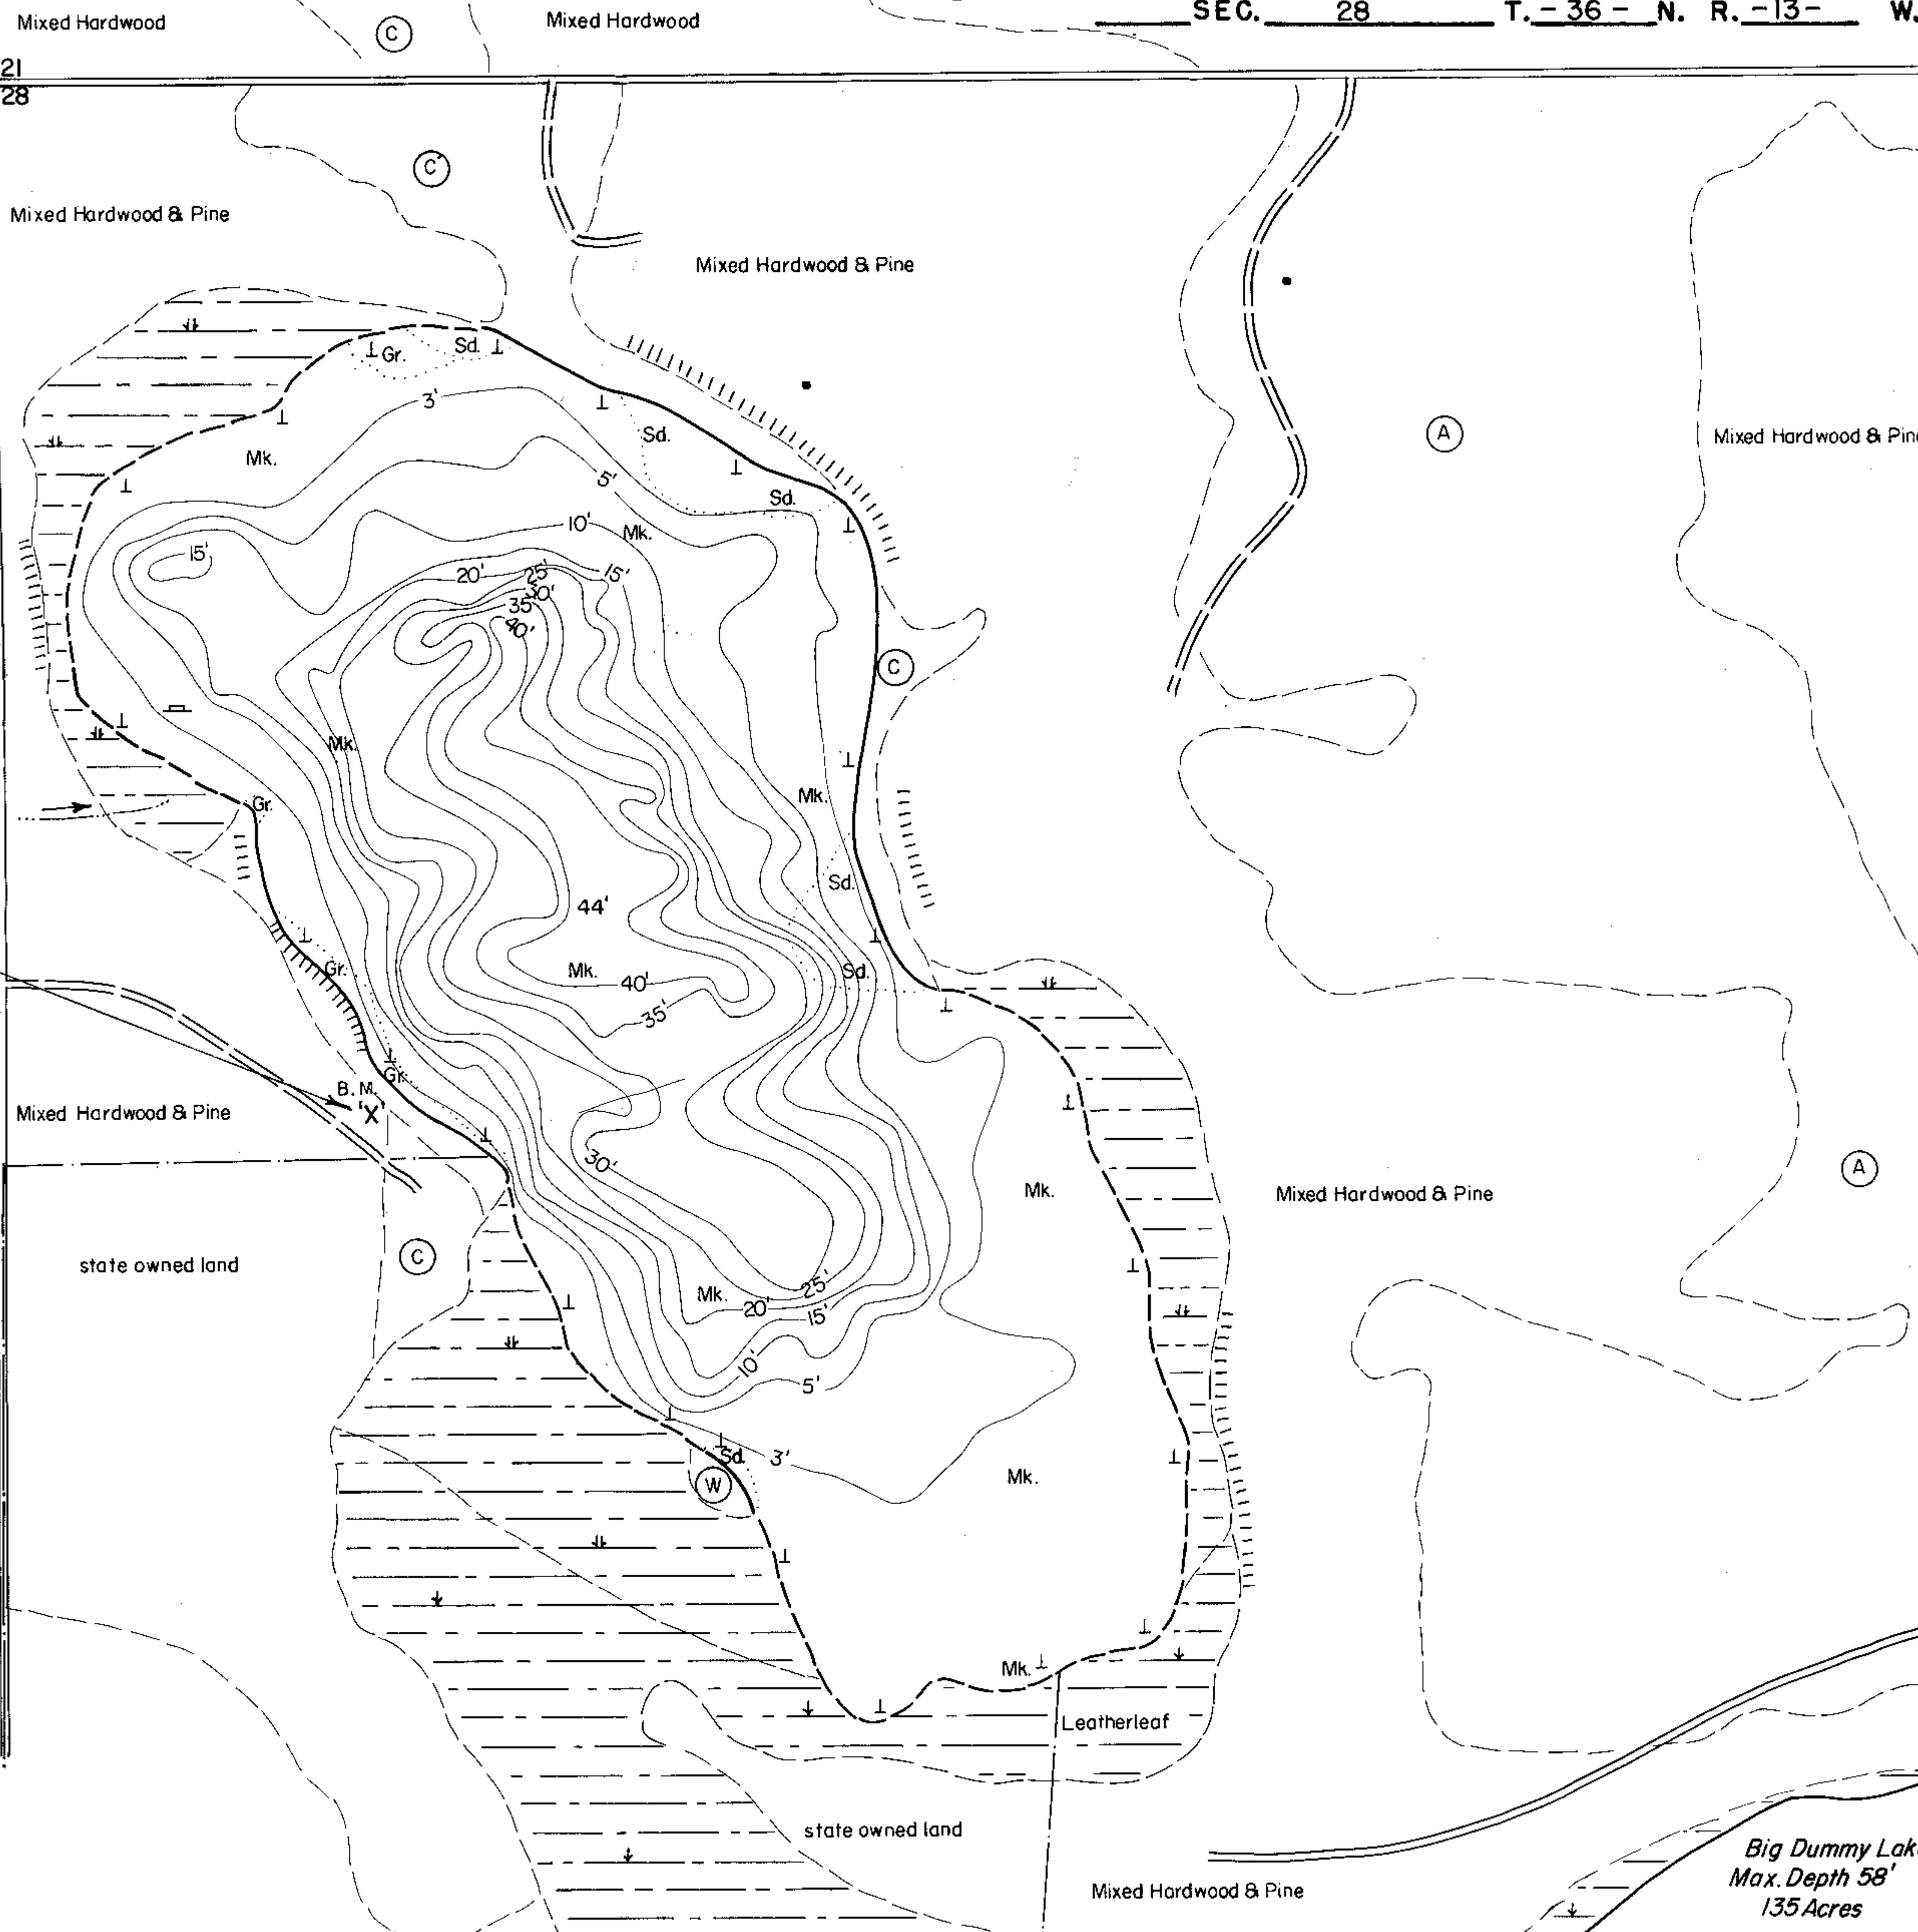 SEC. 28 T. - 36 - N. R. -13- W.
Mixed Hardwood
C
Mixed Hardwood
21
28
C
Mixed Hardwood & Pine
Mixed Hardwood & Pine
Gr.
Sd.
3'
Sd.
A
Mixed Hardwood & Pine
Mk.
5'
Sd.
10'
Mk.
15'
20'
25'
15'
30'
35'
40'
C
Mk.
Mk.
Gr.
Sd.
44'
Gr.
Mk.
40'
Sd.
35'
Gr.
B. M.
Mixed Hardwood & Pine
30'
Mk.
Mixed Hardwood & Pine
A
state owned land
C
Mk.
20'
25'
15'
10'
5'
Sd.
3'
W
Mk.
Mk.
Leatherleaf
state owned land
Mixed Hardwood & Pine
Big Dummy Lak
Max. Depth 58'
135 Acres